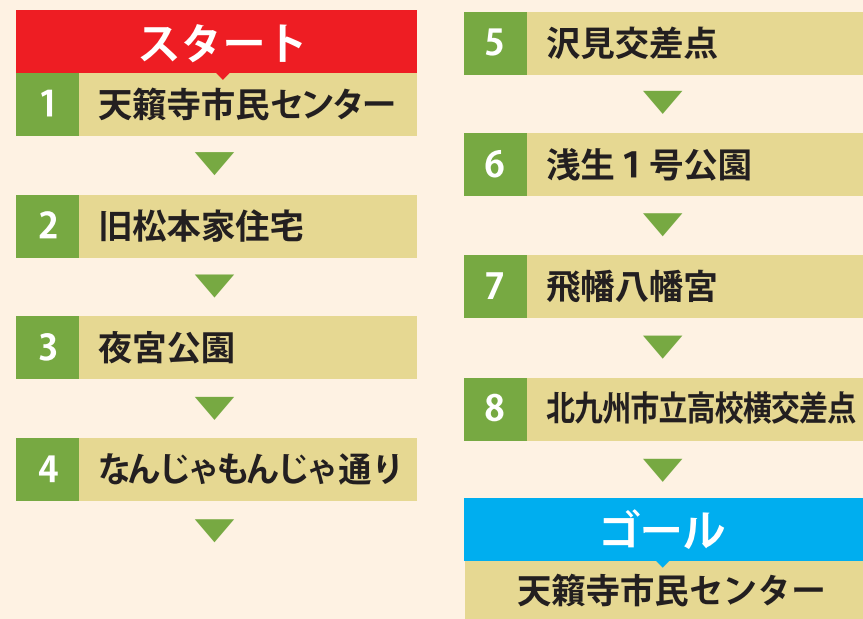 スタート
1 天籟寺市民センター
2 旧松本家住宅
3 夜宮公園
4 なんじゃもんじゃ通り
5 沢見交差点
6 浅生1号公園
7 飛幡八幡宮
8 北九州市立高校横交差点
ゴール
天籟寺市民センター